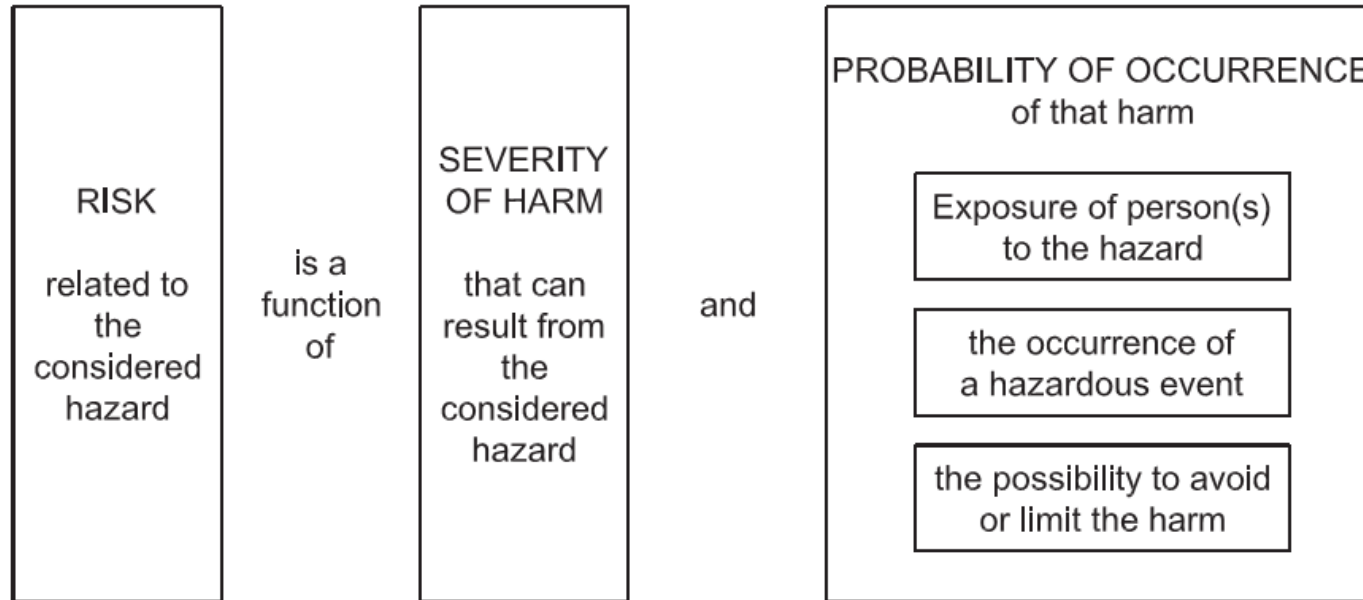 RISK
related to
the
considered
hazard
is a
function
of
SEVERITY
OF HARM
that can
result from
the
considered
hazard
and
PROBABILITY OF OCCURRENCE
of that harm
Exposure of person(s)
to the hazard
the occurrence of
a hazardous event
the possibility to avoid
or limit the harm